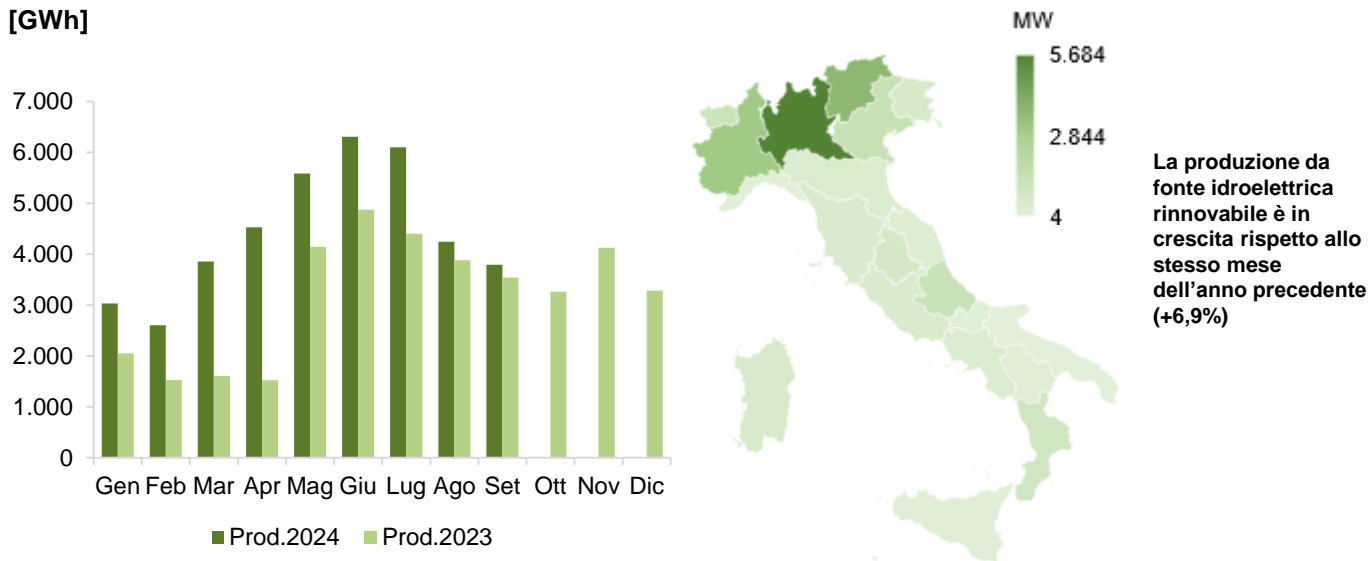 [GWh]
7.000
6.000
5.000
4.000
3.000
2.000
1.000
0
Gen Feb Mar Apr Mag Giu Lug Ago Set Ott Nov Dic
Prod.2024 Prod.2023
MW
5.684
2.844
4
La produzione da
fonte idroelettrica
rinnovabile è in
crescita rispetto allo
stesso mese
dell'anno precedente
(+6,9%)